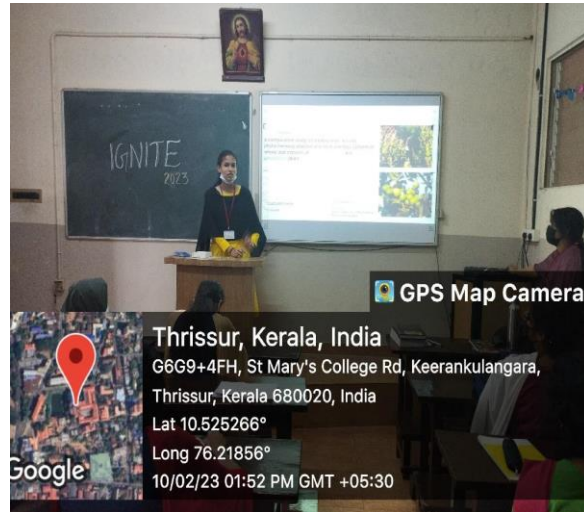 IGNITE
2023
GPS Map Camera
Thrissur, Kerala, India
G6G9+4FH, St Mary's College Rd, Keerankulangara,
Thrissur, Kerala 680020, India
Lat 10.525266°
Long 76.21856°
10/02/23 01:52 PM GMT +05:30
Google